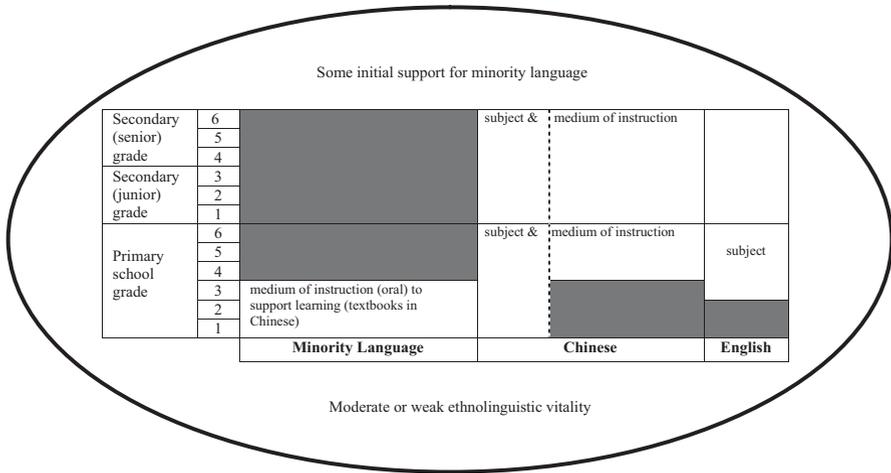 Some initial support for minority language
Secondary
(senior)
grade
6
5
4
subject & medium of instruction
Secondary
(junior)
grade
3
2
1
Primary
school
grade
6
5
4
3
2
1
subject & medium of instruction
subject
medium of instruction (oral) to
support learning (textbooks in
Chinese)
Minority Language
Chinese
English
Moderate or weak ethnolinguistic vitality